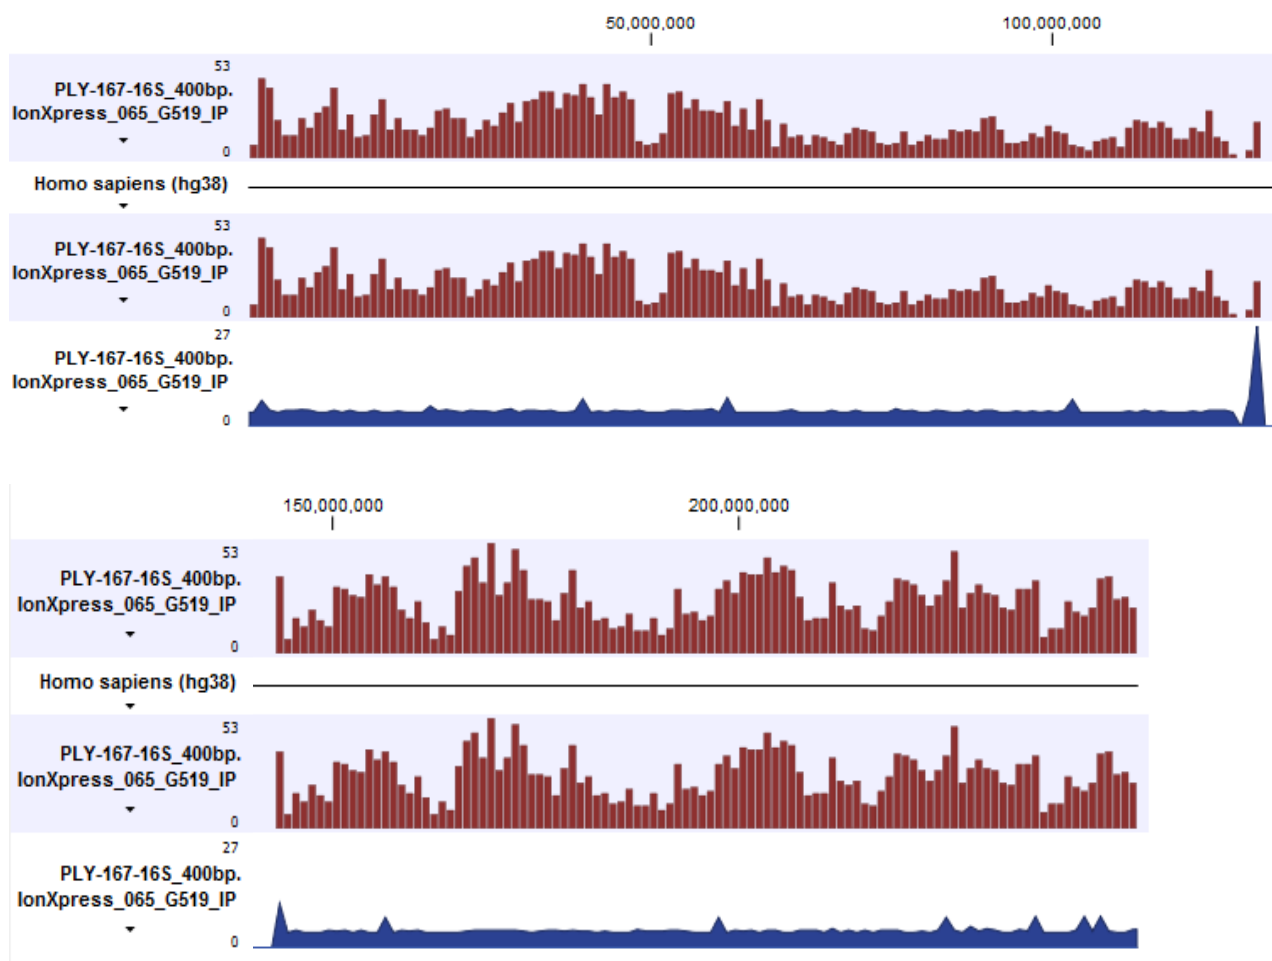 50,000,000 100,000,000
53
PLY-167-16S_400bp.
IonXpress_065_G519_IP
0
Homo sapiens (hg38)
53
PLY-167-16S_400bp.
IonXpress_065_G519_IP
0
27
PLY-167-16S_400bp.
IonXpress_065_G519_IP
0
150,000,000 200,000,000
53
PLY-167-16S_400bp.
IonXpress_065_G519_IP
0
Homo sapiens (hg38)
53
PLY-167-16S_400bp.
IonXpress_065_G519_IP
0
27
PLY-167-16S_400bp.
IonXpress_065_G519_IP
0